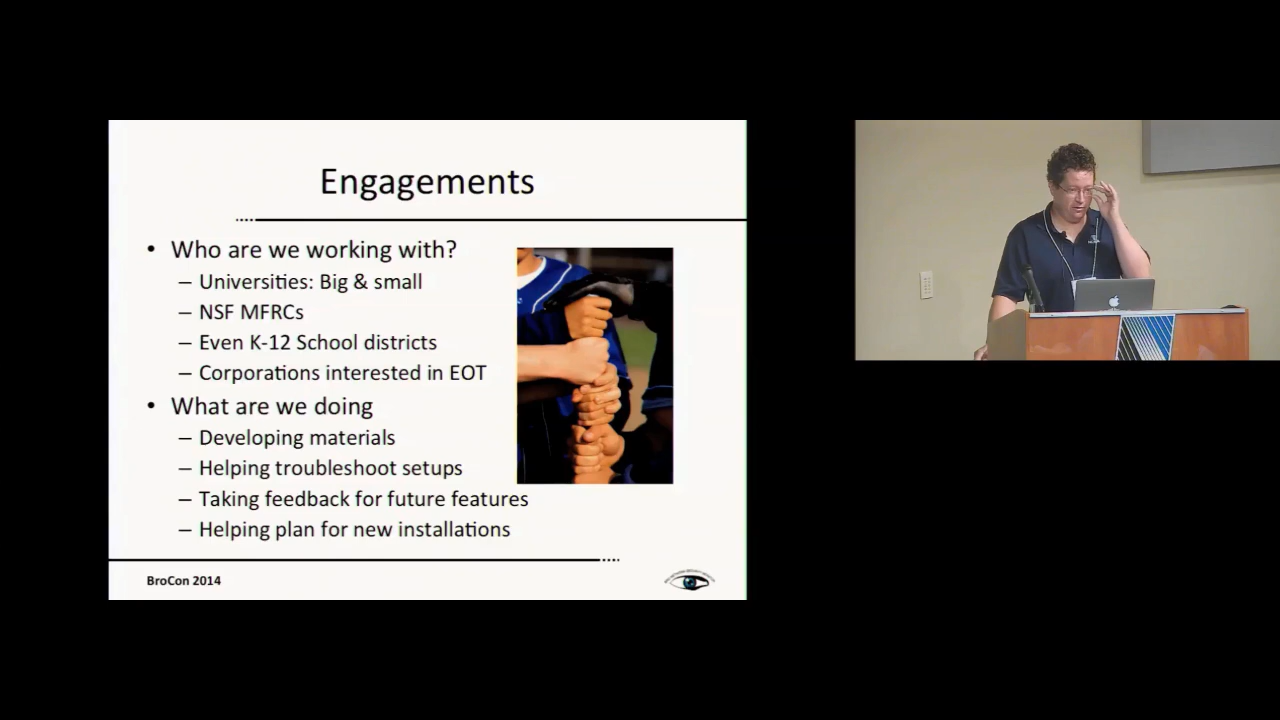 Engagements
• Who are we working with?
– Universities: Big & small
– NSF MFRCs
– Even K-12 School districts
– Corporations interested in EOT
• What are we doing
– Developing materials
– Helping troubleshoot setups
– Taking feedback for future features
– Helping plan for new installations
BroCon 2014